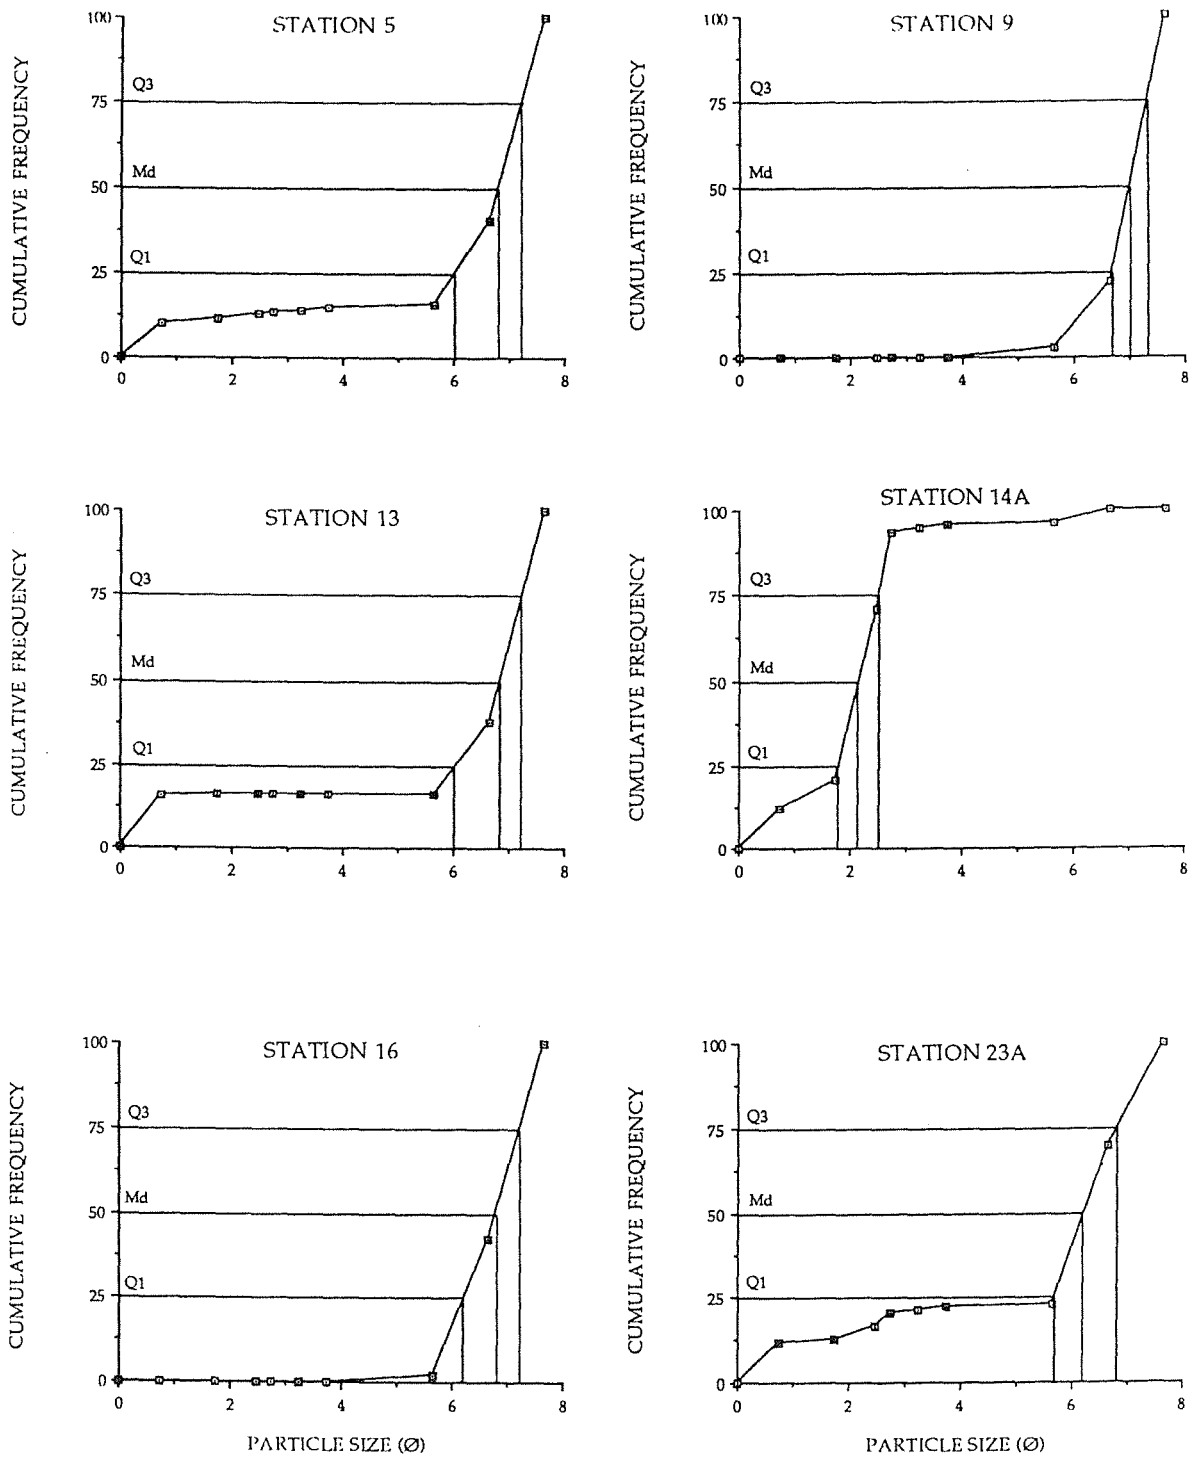 STATION 5
CUMULATIVE FREQUENCY
100
75
50
25
0
Q3
Md
Q1
0 2 4 6 8
STATION 9
CUMULATIVE FREQUENCY
100
75
50
25
0
Q3
Md
Q1
0 2 4 6 8
STATION 13
CUMULATIVE FREQUENCY
100
75
50
25
0
Q3
Md
Q1
0 2 4 6 8
STATION 14A
CUMULATIVE FREQUENCY
100
75
50
25
0
Q3
Md
Q1
0 2 4 6 8
STATION 16
CUMULATIVE FREQUENCY
100
75
50
25
0
Q3
Md
Q1
0 2 4 6 8
PARTICLE SIZE (Ø)
STATION 23A
CUMULATIVE FREQUENCY
100
75
50
25
0
Q3
Md
Q1
0 2 4 6 8
PARTICLE SIZE (Ø)